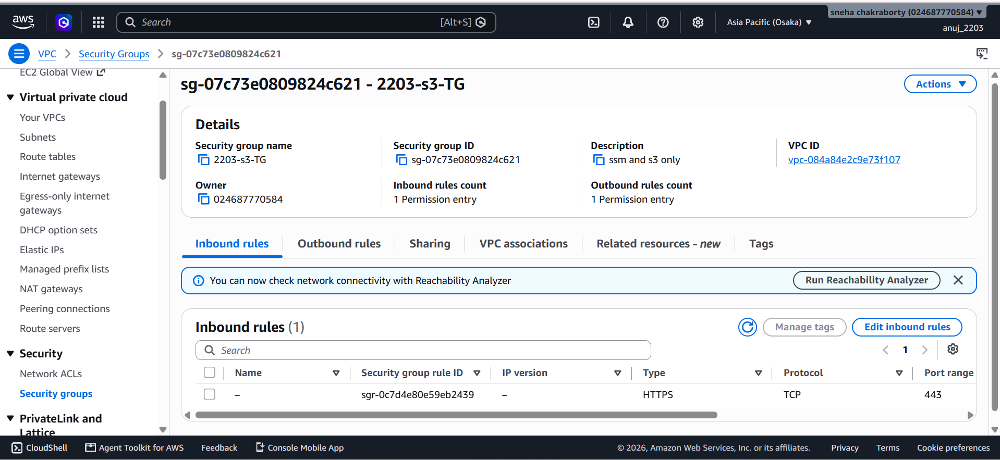 aws
Search [Alt+S]
Asia Pacific (Osaka)
sneha chakraborty (024687770584)
anuj_2203
VPC
Security Groups
sg-07c73e0809824c621
EC2 Global View
Virtual private cloud
Your VPCs
Subnets
Route tables
Internet gateways
Egress-only internet
gateways
DHCP option sets
Elastic IPs
Managed prefix lists
NAT gateways
Peering connections
Route servers
Security
Network ACLs
Security groups
PrivateLink and
Lattice
sg-07c73e0809824c621 - 2203-s3-TG
Actions
Details
Security group name
2203-s3-TG
Security group ID
sg-07c73e0809824c621
Description
ssm and s3 only
VPC ID
vpc-084a84e2c9e73f107
Owner
024687770584
Inbound rules count
1 Permission entry
Outbound rules count
1 Permission entry
Inbound rules
Outbound rules
Sharing
VPC associations
Related resources - new
Tags
You can now check network connectivity with Reachability Analyzer
Run Reachability Analyzer
Inbound rules (1)
Manage tags
Edit inbound rules
Search
1
Name Security group rule ID IP version Type Protocol Port range
– sgr-0c7d4e80e59eb2439 – HTTPS TCP 443
CloudShell
Agent Toolkit for AWS
Feedback
Console Mobile App
© 2026, Amazon Web Services, Inc. or its affiliates.
Privacy
Terms
Cookie preferences